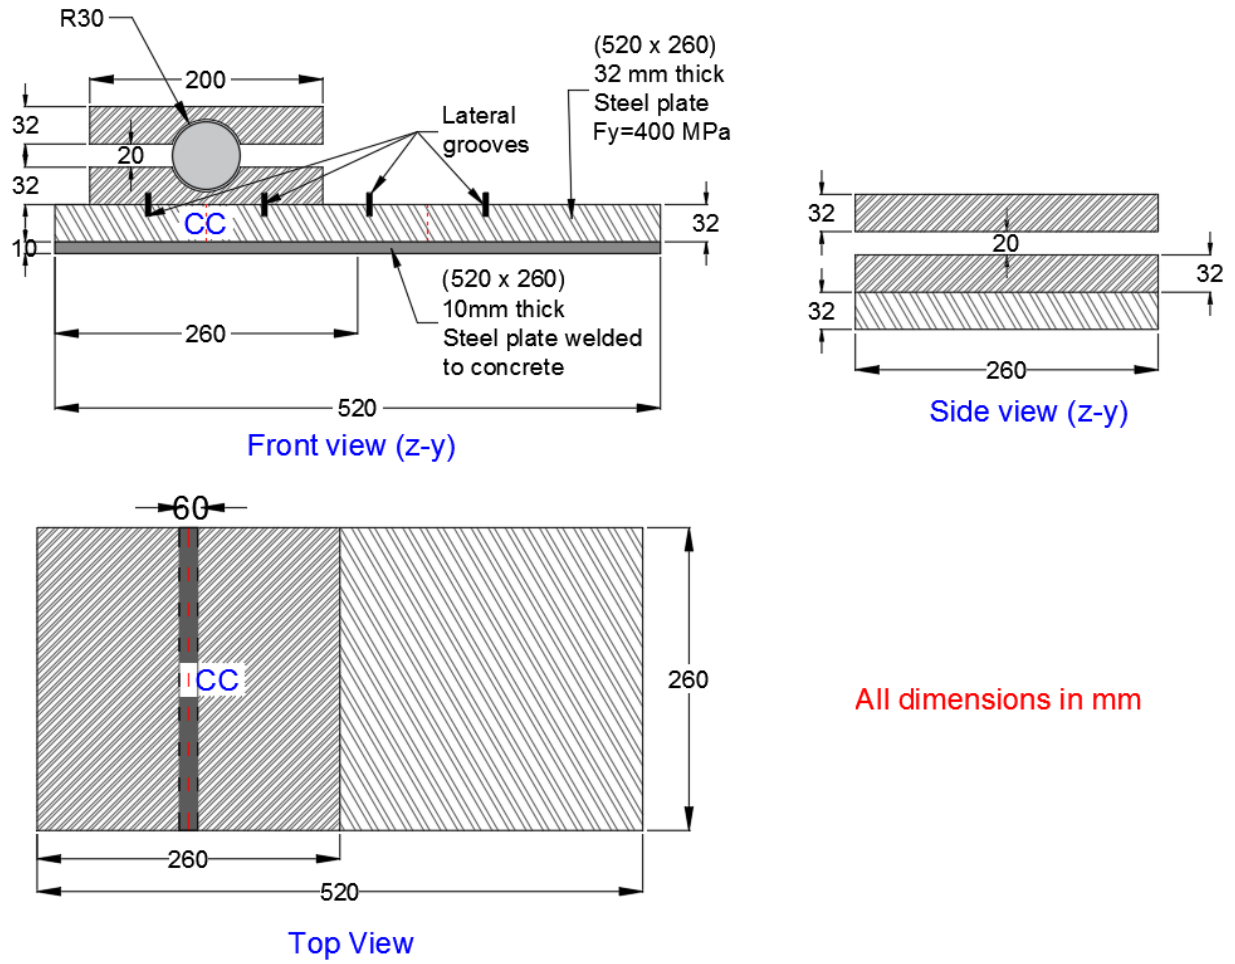 R30
200
(520 x 260)
32 mm thick
Steel plate
Fy=400 MPa
Lateral
grooves
32
20
32
CC
32
10
(520 x 260)
10mm thick
Steel plate welded
to concrete
260
520
Front view (z-y)
32
20
32
32
260
Side view (z-y)
60
CC
260
260
520
Top View
All dimensions in mm